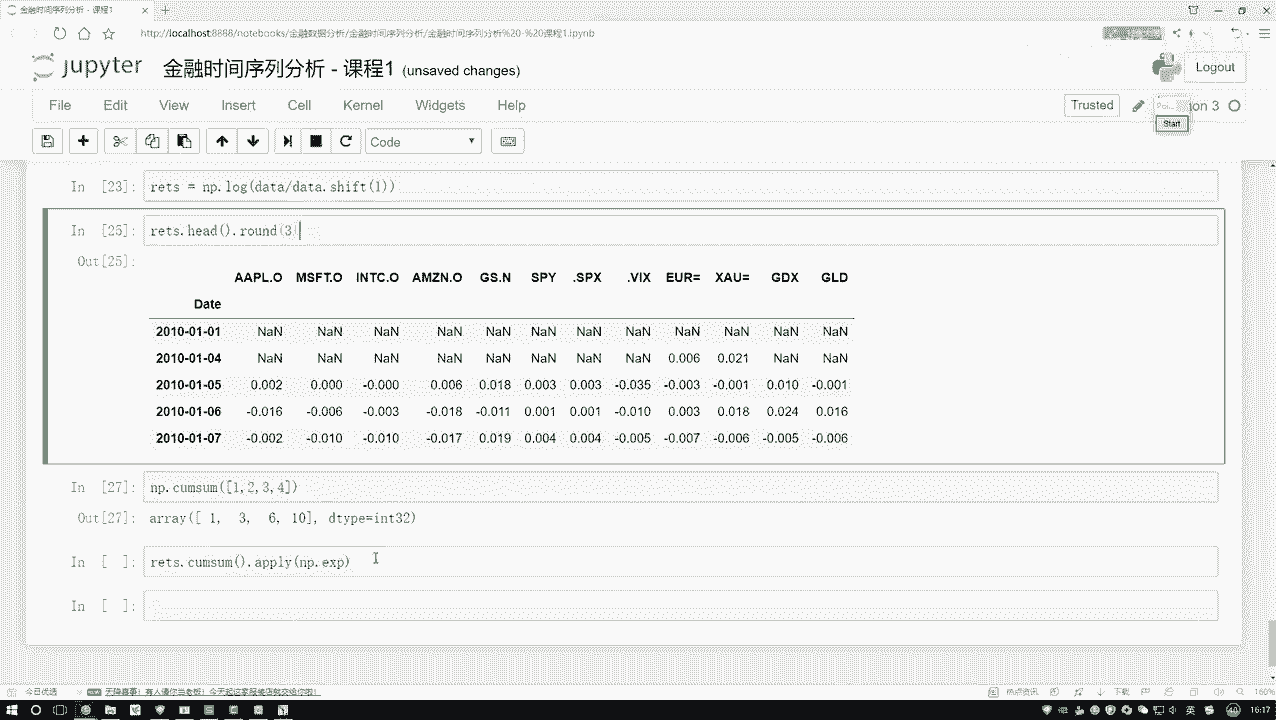 金融时间序列分析 - 课程1
http://localhost:8888/notebooks/金融数据分析/金融时间序列分析/金融时间序列分析%20-%20课程1.ipynb
jupyter 金融时间序列分析 - 课程1 (unsaved changes)
Logout
File Edit View Insert Cell Kernel Widgets Help
Trusted
on 3
Start
Code
In [23]: rets = np.log(data/data.shift(1))
In [25]: rets.head().round(3)
Out[25]:
AAPL.O MSFT.O INTC.O AMZN.O GS.N SPY .SPX .VIX EUR= XAU= GDX GLD
Date
2010-01-01 NaN NaN NaN NaN NaN NaN NaN NaN NaN NaN NaN NaN
2010-01-04 NaN NaN NaN NaN NaN NaN NaN NaN 0.006 0.021 NaN NaN
2010-01-05 0.002 0.000 -0.000 0.006 0.018 0.003 0.003 -0.035 -0.003 -0.001 0.010 -0.001
2010-01-06 -0.016 -0.006 -0.003 -0.018 -0.011 0.001 0.001 -0.010 0.003 0.018 0.024 0.016
2010-01-07 -0.002 -0.010 -0.010 -0.017 0.019 0.004 0.004 -0.005 -0.007 -0.006 -0.005 -0.006
In [27]: np.cumsum([1,2,3,4])
Out[27]: array([ 1, 3, 6, 10], dtype=int32)
In [ ]: rets.cumsum().apply(np.exp)
In [ ]:
今日优选
热点资讯 下载 160%
英 16:17